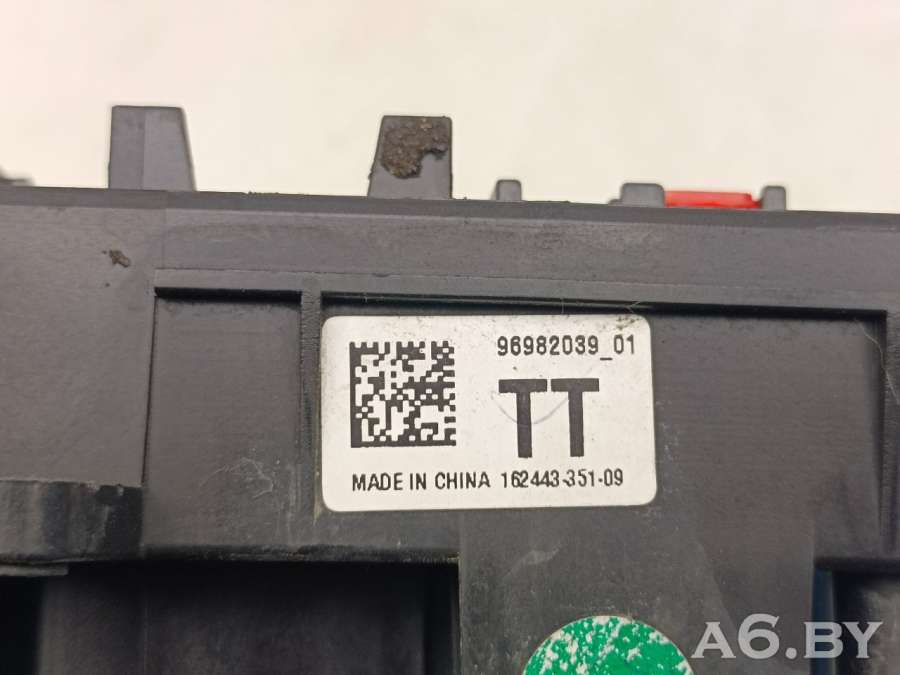 96982039_01
TT
MADE IN CHINA 162443-351-09
A6.BY